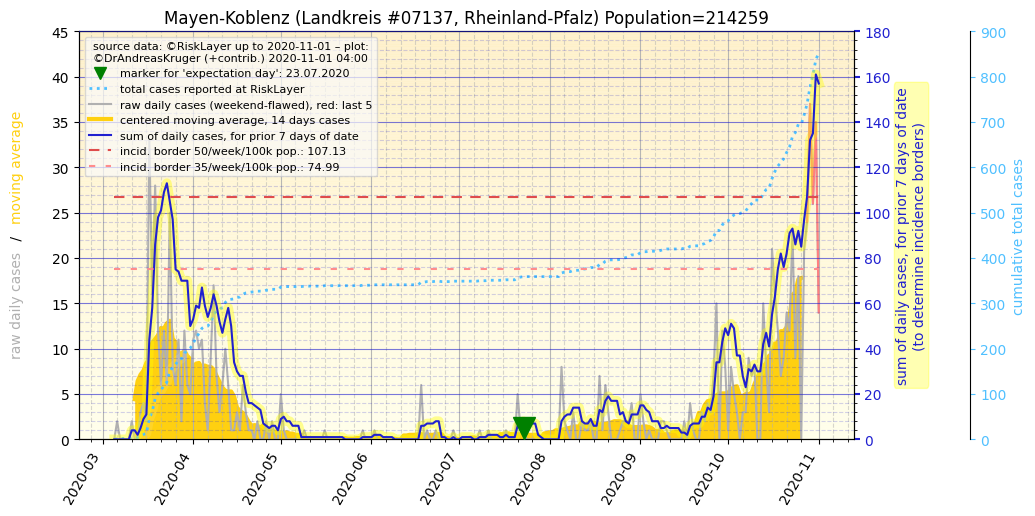 Mayen-Koblenz (Landkreis #07137, Rheinland-Pfalz) Population=214259
source data: ©RiskLayer up to 2020-11-01 – plot:
©DrAndreasKruger (+contrib.) 2020-11-01 04:00
marker for 'expectation day': 23.07.2020
total cases reported at RiskLayer
raw daily cases (weekend-flawed), red: last 5
centered moving average, 14 days cases
sum of daily cases, for prior 7 days of date
incid. border 50/week/100k pop.: 107.13
incid. border 35/week/100k pop.: 74.99
raw daily cases / moving average
45
40
35
30
25
20
15
10
5
0
2020-03
2020-04
2020-05
2020-06
2020-07
2020-08
2020-09
2020-10
2020-11
180
160
140
120
100
80
60
40
20
0
sum of daily cases, for prior 7 days of date
(to determine incidence borders)
900
800
700
600
500
400
300
200
100
0
cumulative total cases